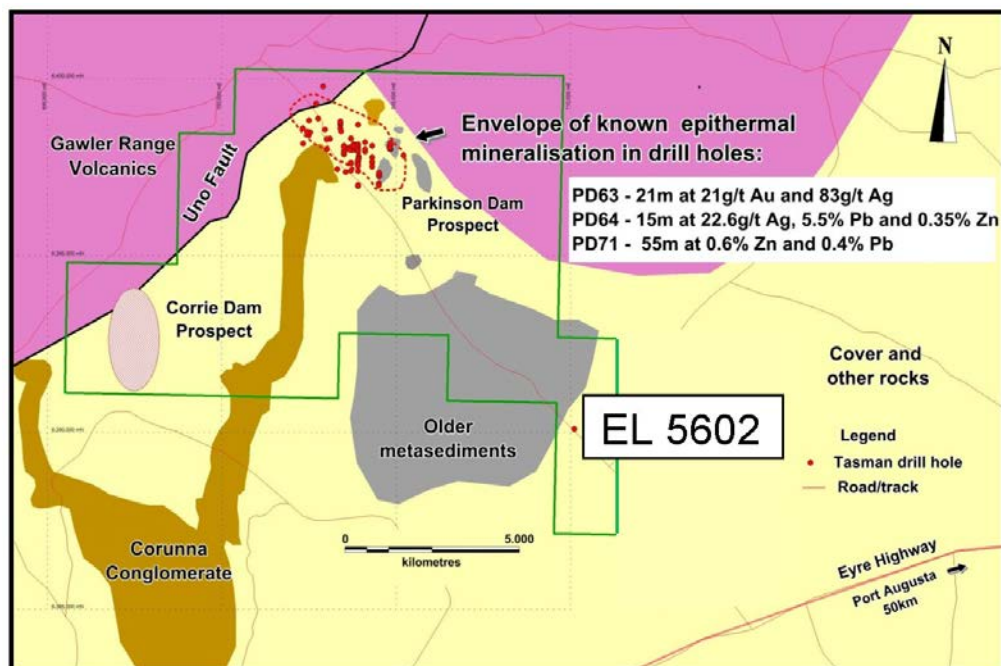 N
Envelope of known epithermal
mineralisation in drill holes:
PD63 - 21m at 21g/t Au and 83g/t Ag
PD64 - 15m at 22.6g/t Ag, 5.5% Pb and 0.35% Zn
PD71 - 55m at 0.6% Zn and 0.4% Pb
Gawler Range
Volcanics
Uno Fault
Parkinson Dam
Prospect
Corrie Dam
Prospect
Cover and
other rocks
Older
metasediments
EL 5602
Legend
Tasman drill hole
Road/track
Corunna
Conglomerate
0 5.000
kilometres
Eyre Highway
Port Augusta
50km